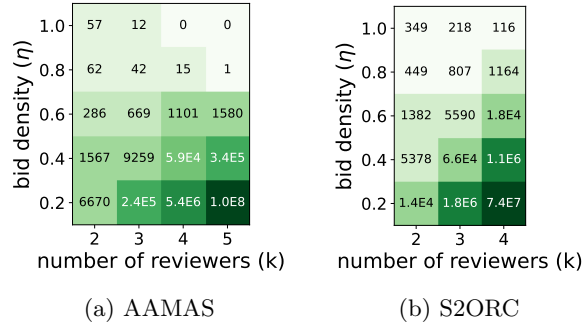 1.0 57 12 0 0
0.8 62 42 15 1
0.6 286 669 1101 1580
0.4 1567 9259 5.9E4 3.4E5
0.2 6670 2.4E5 5.4E6 1.0E8
2 3 4 5
bid density (η)
number of reviewers (k)
(a) AAMAS
1.0 349 218 116
0.8 449 807 1164
0.6 1382 5590 1.8E4
0.4 5378 6.6E4 1.1E6
0.2 1.4E4 1.8E6 7.4E7
2 3 4
bid density (η)
number of reviewers (k)
(b) S2ORC